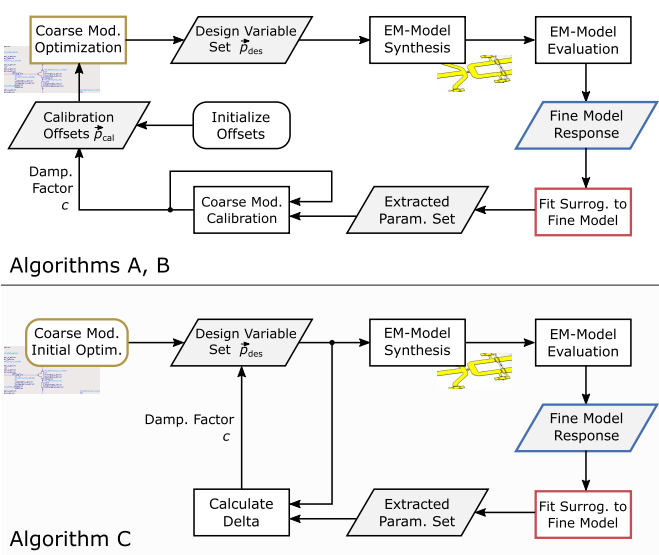 Coarse Mod.
Optimization
Design Variable
Set p⃗des
EM-Model
Synthesis
EM-Model
Evaluation
Calibration
Offsets p⃗cal
Initialize
Offsets
Fine Model
Response
Damp.
Factor
c
Coarse Mod.
Calibration
Extracted
Param. Set
Fit Surrog. to
Fine Model
Algorithms A, B
Coarse Mod.
Initial Optim.
Design Variable
Set p⃗des
EM-Model
Synthesis
EM-Model
Evaluation
Damp. Factor
c
Fine Model
Response
Calculate
Delta
Extracted
Param. Set
Fit Surrog. to
Fine Model
Algorithm C